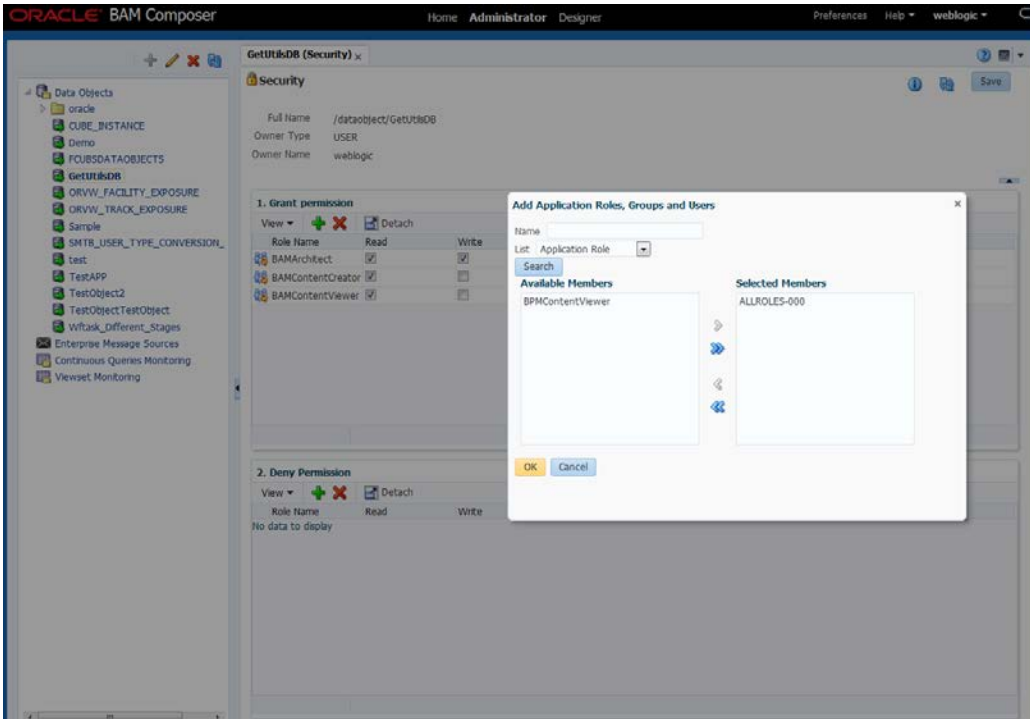 ORACLE BAM Composer
Home Administrator Designer
Preferences Help weblogic
GetUtilsDB (Security) x
Security
Save
Data Objects
oracle
CUBE_INSTANCE
Demo
FCUBSDATAOBJECTS
GetUtilsDB
ORVW_FACILITY_EXPOSURE
ORVW_TRACK_EXPOSURE
Sample
SMTB_USER_TYPE_CONVERSION_
test
TestAPP
TestObject2
TestObjectTestObject
Wftask_Different_Stages
Enterprise Message Sources
Continuous Queries Monitoring
Viewset Monitoring
Full Name /dataobject/GetUtilsDB
Owner Type USER
Owner Name weblogic
1. Grant permission
View Detach
Role Name Read Write
BAMArchitect
BAMContentCreator
BAMContentViewer
2. Deny Permission
View Detach
Role Name Read Write
No data to display
Add Application Roles, Groups and Users
Name
List Application Role
Search
Available Members Selected Members
BPMContentViewer ALLROLES-000
OK Cancel